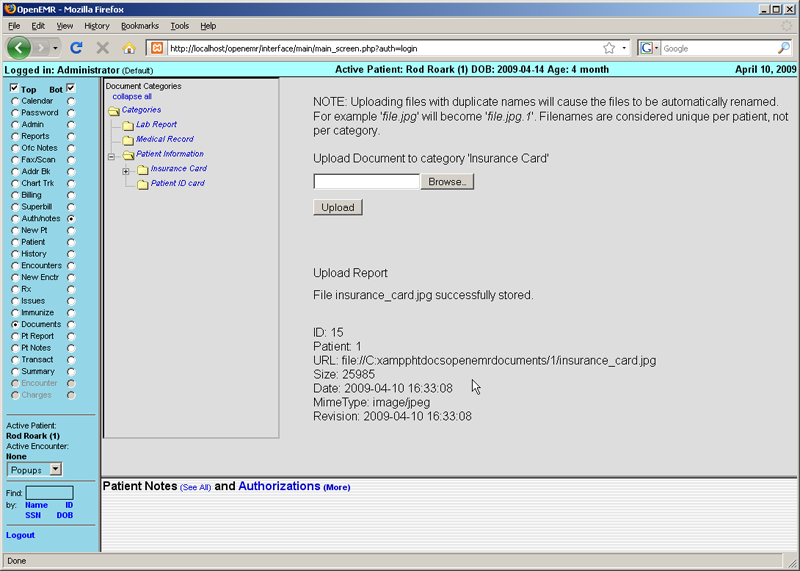 OpenEMR - Mozilla Firefox
File Edit View History Bookmarks Tools Help
http://localhost/openemr/interface/main/main_screen.php?auth=login
Google
Logged in: Administrator (Default)
Active Patient: Rod Roark (1) DOB: 2009-04-14 Age: 4 month
April 10, 2009
Top Bot
Calendar
Password
Admin
Reports
Ofc Notes
Fax/Scan
Addr Bk
Chart Trk
Billing
Superbill
Auth/notes
New Pt
Patient
History
Encounters
New Enctr
Rx
Issues
Immunize
Documents
Pt Report
Pt Notes
Transact
Summary
Encounter
Charges
Active Patient:
Rod Roark (1)
Active Encounter:
None
Popups
Find:
by: Name ID
SSN DOB
Logout
Document Categories
collapse all
Categories
Lab Report
Medical Record
Patient Information
Insurance Card
Patient ID card
NOTE: Uploading files with duplicate names will cause the files to be automatically renamed.
For example 'file.jpg' will become 'file.jpg.1'. Filenames are considered unique per patient, not
per category.
Upload Document to category 'Insurance Card'
Browse...
Upload
Upload Report
File insurance_card.jpg successfully stored.
ID: 15
Patient: 1
URL: file://C:xampphtdocsopenemrdocuments/1/insurance_card.jpg
Size: 25985
Date: 2009-04-10 16:33:08
MimeType: image/jpeg
Revision: 2009-04-10 16:33:08
Patient Notes (See All) and Authorizations (More)
Done